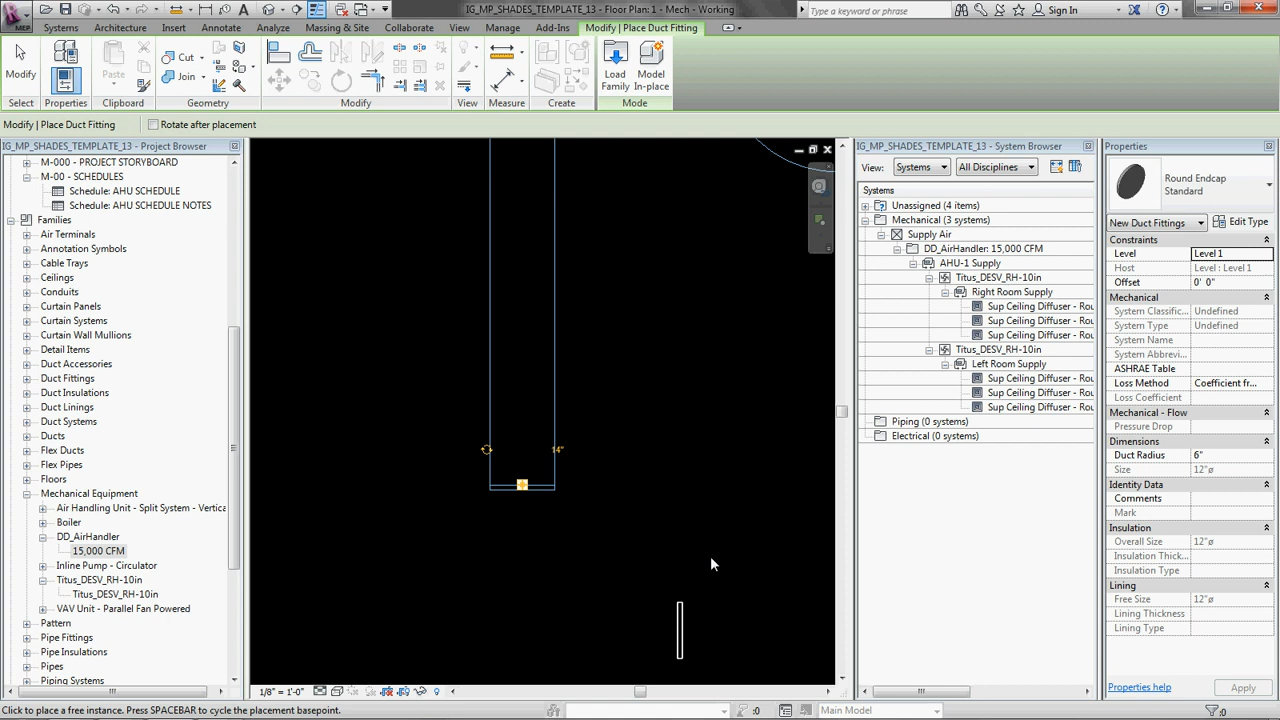 IG_MP_SHADES_TEMPLATE_13 - Floor Plan: 1 - Mech - Working
Type a keyword or phrase
Sign In
MEP
Systems
Architecture
Insert
Annotate
Analyze
Massing & Site
Collaborate
View
Manage
Add-Ins
Modify | Place Duct Fitting
Modify
Paste
Cut
Join
Load
Family
Model
In-place
Select
Properties
Clipboard
Geometry
Modify
View
Measure
Create
Mode
Modify | Place Duct Fitting
Rotate after placement
IG_MP_SHADES_TEMPLATE_13 - Project Browser
M-000 - PROJECT STORYBOARD
M-00 - SCHEDULES
Schedule: AHU SCHEDULE
Schedule: AHU SCHEDULE NOTES
Families
Air Terminals
Annotation Symbols
Cable Trays
Ceilings
Conduits
Curtain Panels
Curtain Systems
Curtain Wall Mullions
Detail Items
Duct Accessories
Duct Fittings
Duct Insulations
Duct Linings
Duct Systems
Ducts
Flex Ducts
Flex Pipes
Floors
Mechanical Equipment
Air Handling Unit - Split System - Vertica
Boiler
DD_AirHandler
15,000 CFM
Inline Pump - Circulator
Titus_DESV_RH-10in
Titus_DESV_RH-10in
VAV Unit - Parallel Fan Powered
Pattern
Pipe Fittings
Pipe Insulations
Pipes
Piping Systems
14"
1/8" = 1'-0"
IG_MP_SHADES_TEMPLATE_13 - System Browser
View:
Systems
All Disciplines
Systems
Unassigned (4 items)
Mechanical (3 systems)
Supply Air
DD_AirHandler: 15,000 CFM
AHU-1 Supply
Titus_DESV_RH-10in
Right Room Supply
Sup Ceiling Diffuser - Rou
Sup Ceiling Diffuser - Rou
Sup Ceiling Diffuser - Rou
Titus_DESV_RH-10in
Left Room Supply
Sup Ceiling Diffuser - Rou
Sup Ceiling Diffuser - Rou
Sup Ceiling Diffuser - Rou
Piping (0 systems)
Electrical (0 systems)
Properties
Round Endcap
Standard
New Duct Fittings
Edit Type
Constraints
Level Level 1
Host Level : Level 1
Offset 0' 0"
Mechanical
System Classific... Undefined
System Type Undefined
System Name
System Abbrevi...
ASHRAE Table
Loss Method Coefficient fr...
Loss Coefficient
Mechanical - Flow
Pressure Drop
Dimensions
Duct Radius 6"
Size 12"ø
Identity Data
Comments
Mark
Insulation
Overall Size 12"ø
Insulation Thick...
Insulation Type
Lining
Free Size 12"ø
Lining Thickness
Lining Type
Properties help
Apply
Click to place a free instance. Press SPACEBAR to cycle the placement basepoint.
:0
Main Model
:0